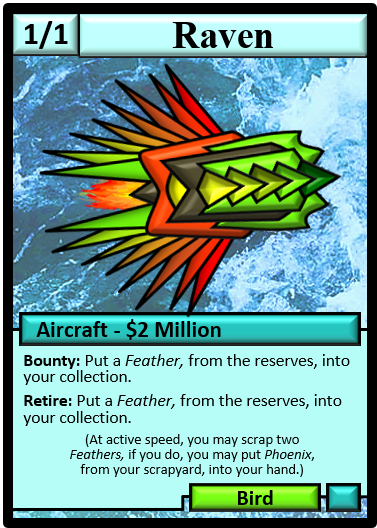 1/1
Raven
Aircraft - $2 Million
Bounty: Put a Feather, from the reserves, into
your collection.
Retire: Put a Feather, from the reserves, into
your collection.
(At active speed, you may scrap two
Feathers, if you do, you may put Phoenix,
from your scrapyard, into your hand.)
Bird